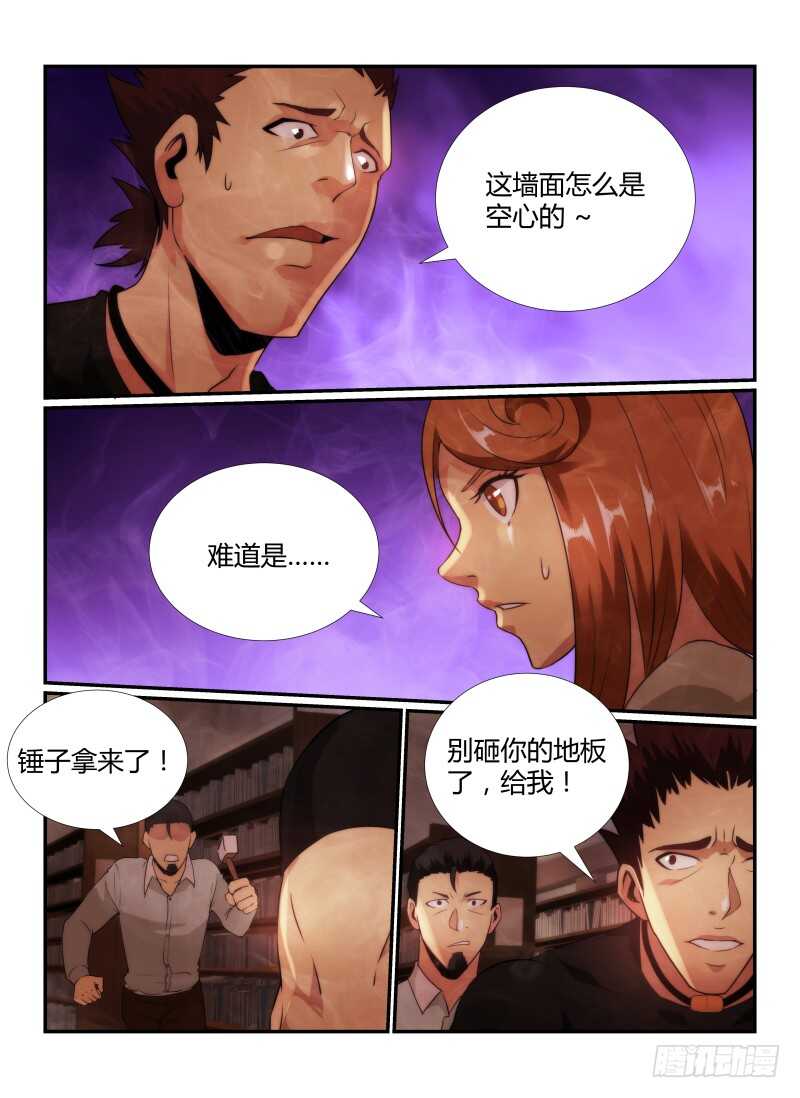 这墙面怎么是
空心的～
难道是……
锤子拿来了！
别砸你的地板
了，给我！
腾讯动漫